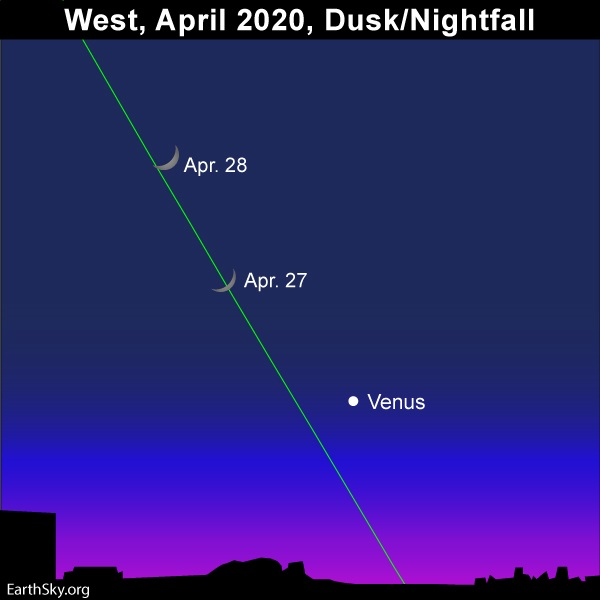 West, April 2020, Dusk/Nightfall
Apr. 28
Apr. 27
Venus
EarthSky.org